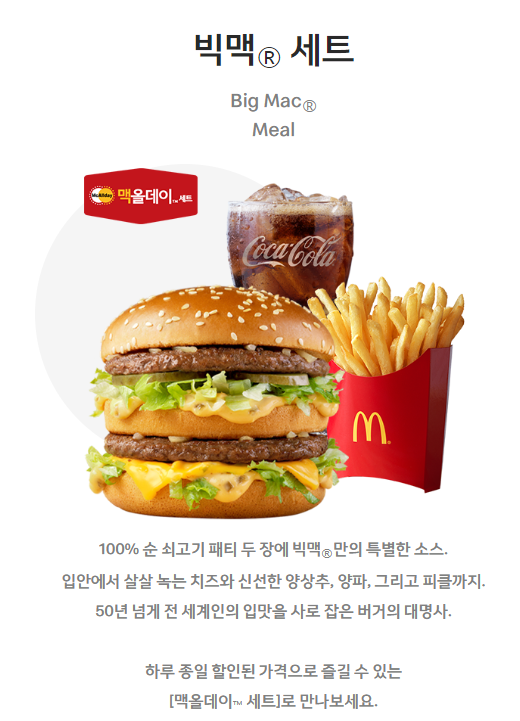 빅맥® 세트
Big Mac®
Meal
McAllday 맥올데이™ 세트
Coca-Cola
100% 순 쇠고기 패티 두 장에 빅맥®만의 특별한 소스.
입안에서 살살 녹는 치즈와 신선한 양상추, 양파, 그리고 피클까지.
50년 넘게 전 세계인의 입맛을 사로 잡은 버거의 대명사.
하루 종일 할인된 가격으로 즐길 수 있는
[맥올데이™ 세트]로 만나보세요.